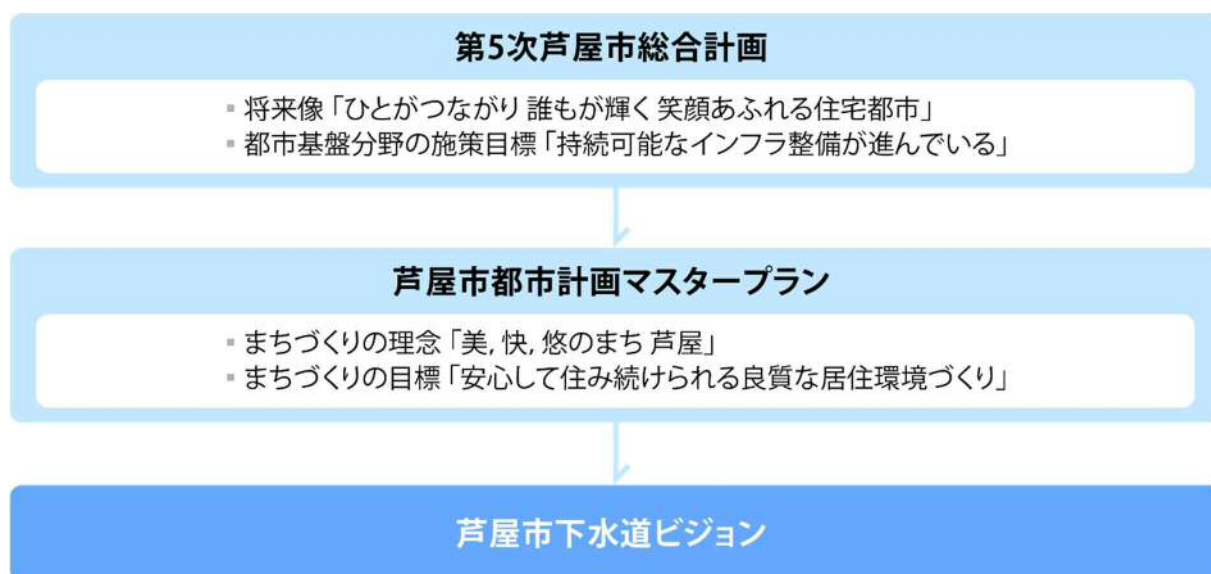 第5次芦屋市総合計画
▪ 将来像「ひとがつながり 誰もが輝く 笑顔あふれる住宅都市」
▪ 都市基盤分野の施策目標「持続可能なインフラ整備が進んでいる」
芦屋市都市計画マスタープラン
▪ まちづくりの理念「美, 快, 悠のまち 芦屋」
▪ まちづくりの目標「安心して住み続けられる良質な居住環境づくり」
芦屋市下水道ビジョン